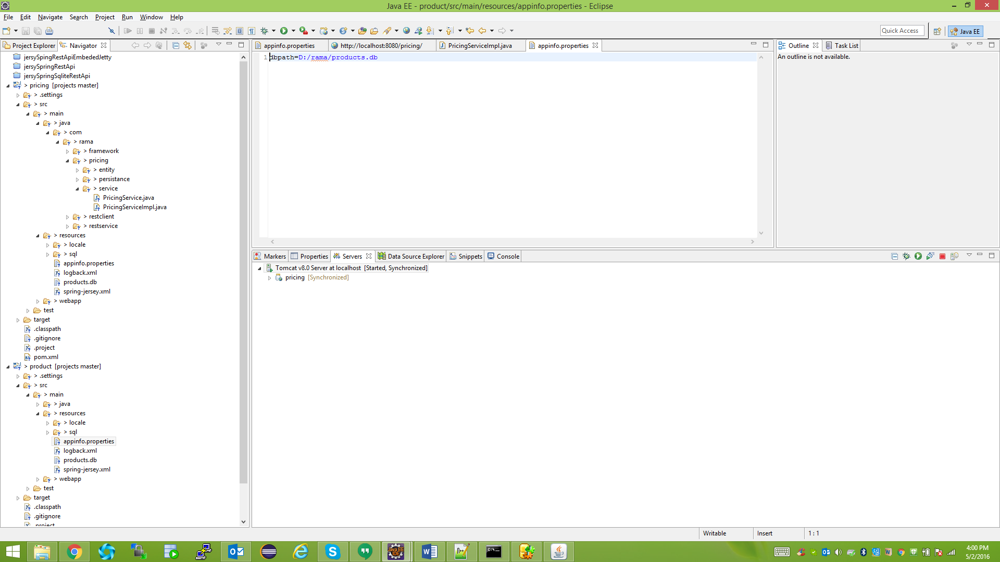 Java EE - product/src/main/resources/appinfo.properties - Eclipse
File Edit Navigate Search Project Run Window Help
Quick Access
Java EE
Project Explorer Navigator
appinfo.properties http://localhost:8080/pricing/ PricingServiceImpl.java appinfo.properties
Outline Task List
jersySpingRestApiEmbededJetty
jersySpringRestApi
jersySpringSqliteRestApi
> pricing [projects master]
> .settings
> src
> main
> java
> com
> rama
> framework
> pricing
> entity
> persistance
> service
PricingService.java
PricingServiceImpl.java
> restclient
> restservice
> resources
> locale
> sql
appinfo.properties
logback.xml
products.db
spring-jersey.xml
> webapp
test
target
.classpath
.gitignore
.project
pom.xml
> product [projects master]
> .settings
> src
> main
> java
> resources
> locale
> sql
appinfo.properties
logback.xml
products.db
spring-jersey.xml
> webapp
test
target
.classpath
.gitignore
.project
1 dbpath=D:/rama/products.db
An outline is not available.
Markers Properties Servers Data Source Explorer Snippets Console
Tomcat v8.0 Server at localhost [Started, Synchronized]
pricing [Synchronized]
Writable Insert 1 : 1
4:00 PM
5/2/2016